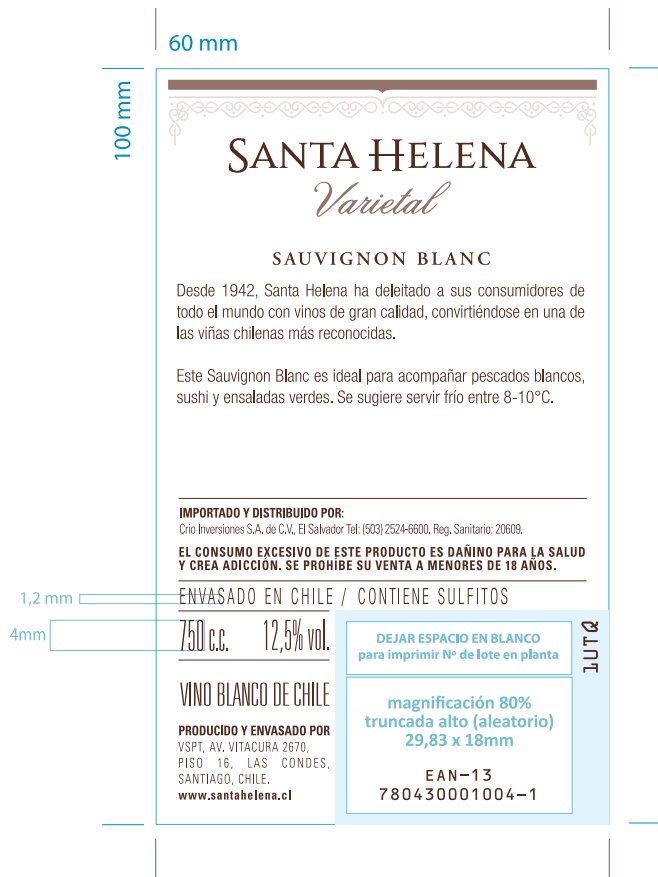 60 mm
100 mm
SANTA HELENA
Varietal
SAUVIGNON BLANC
Desde 1942, Santa Helena ha deleitado a sus consumidores de
todo el mundo con vinos de gran calidad, convirtiéndose en una de
las viñas chilenas más reconocidas.
Este Sauvignon Blanc es ideal para acompañar pescados blancos,
sushi y ensaladas verdes. Se sugiere servir frío entre 8-10°C.
IMPORTADO Y DISTRIBUIDO POR:
Crio Inversiones S.A. de C.V., El Salvador Tel: (503) 2524-6600. Reg. Sanitario: 20609.
EL CONSUMO EXCESIVO DE ESTE PRODUCTO ES DAÑINO PARA LA SALUD
Y CREA ADICCIÓN. SE PROHIBE SU VENTA A MENORES DE 18 AÑOS.
1,2 mm
ENVASADO EN CHILE / CONTIENE SULFITOS
4mm
750 c.c. 12,5% vol.
VINO BLANCO DE CHILE
PRODUCIDO Y ENVASADO POR
VSPT, AV. VITACURA 2670,
PISO 16, LAS CONDES,
SANTIAGO, CHILE.
www.santahelena.cl
DEJAR ESPACIO EN BLANCO
para imprimir Nº de lote en planta
1UTQ
magnificación 80%
truncada alto (aleatorio)
29,83 x 18mm
EAN-13
780430001004-1